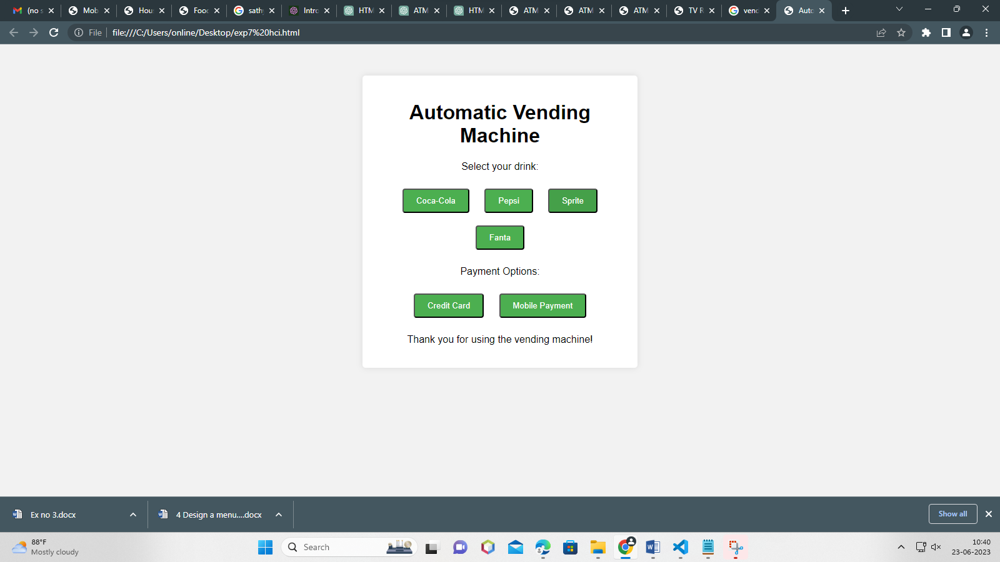 (no s
Mob
Hou
Food
sathy
Intro
HTM
ATM
HTM
ATM
ATM
ATM
TV R
vend
Auto
File
file:///C:/Users/online/Desktop/exp7%20hci.html
Automatic Vending
Machine
Select your drink:
Coca-Cola Pepsi Sprite
Fanta
Payment Options:
Credit Card Mobile Payment
Thank you for using the vending machine!
Ex no 3.docx
4 Design a menu....docx
Show all
88°F
Mostly cloudy
Search
10:40
23-06-2023